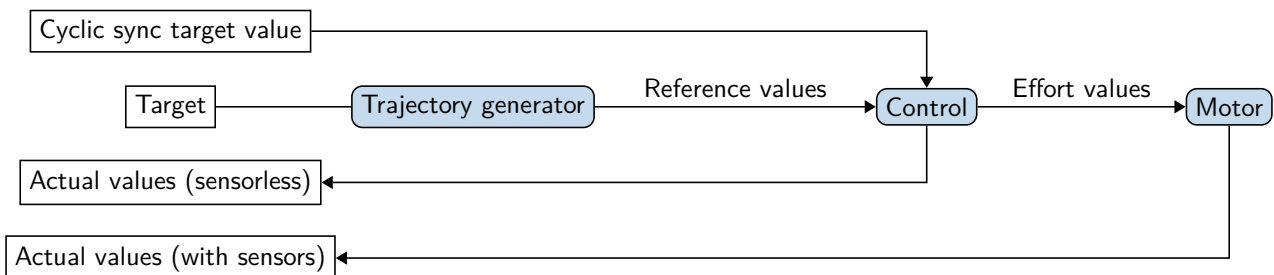 Cyclic sync target value
Target
Trajectory generator
Reference values
Control
Effort values
Motor
Actual values (sensorless)
Actual values (with sensors)